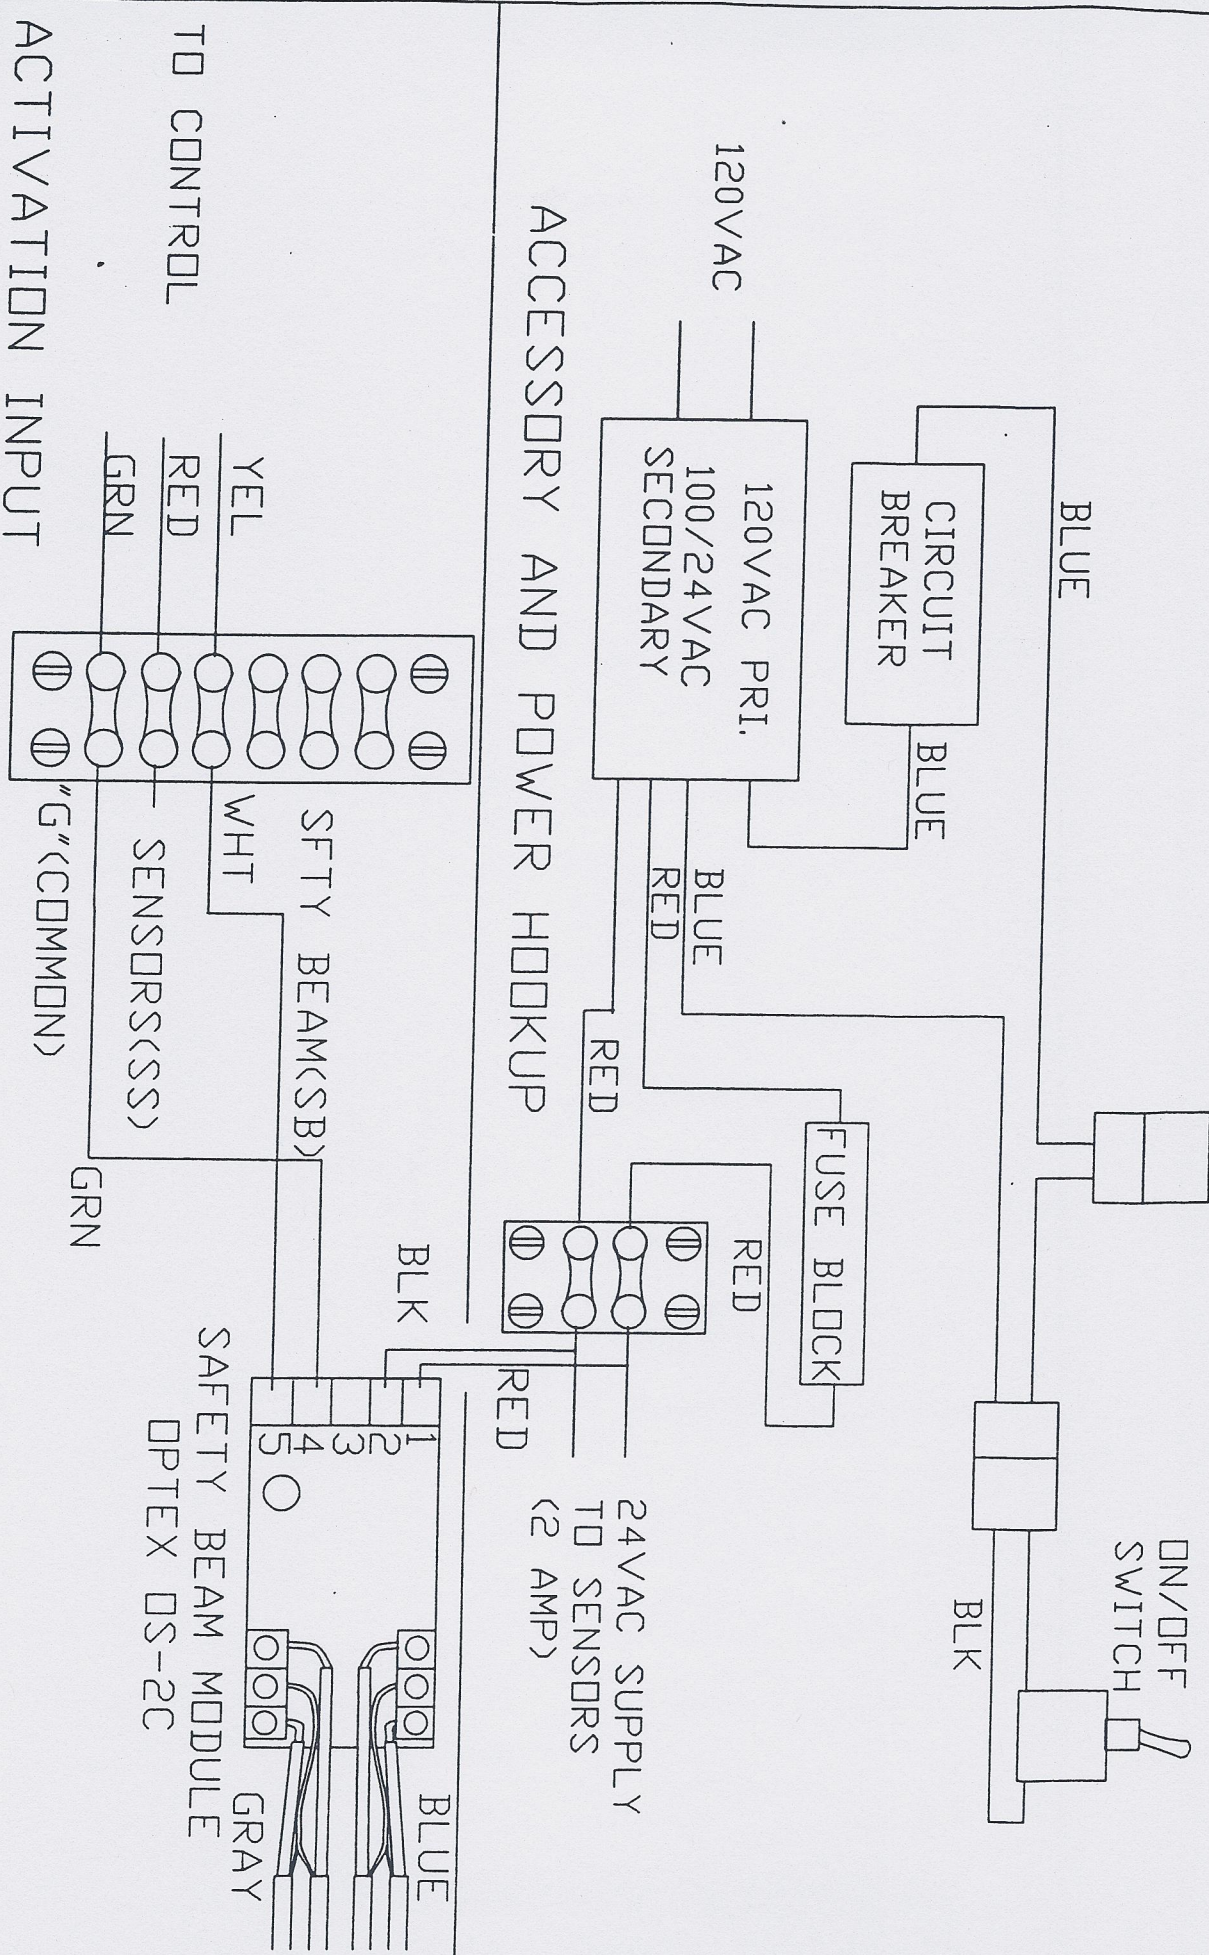 ON/OFF
SWITCH
BLUE
BLK
CIRCUIT
BREAKER
BLUE
FUSE BLOCK
120VAC
120VAC PRI.
100/24VAC
SECONDARY
BLUE
RED
RED
RED
24VAC SUPPLY
TO SENSORS
(2 AMP)
ACCESSORY AND POWER HOOKUP
RED
BLK
SFTY BEAM(SB)
YEL
WHT
TO CONTROL
RED
SENSORS(SS)
GRN
"G"(COMMON)
GRN
1
2
3
4
5
BLUE
GRAY
SAFETY BEAM MODULE
OPTEX OS-2C
ACTIVATION INPUT